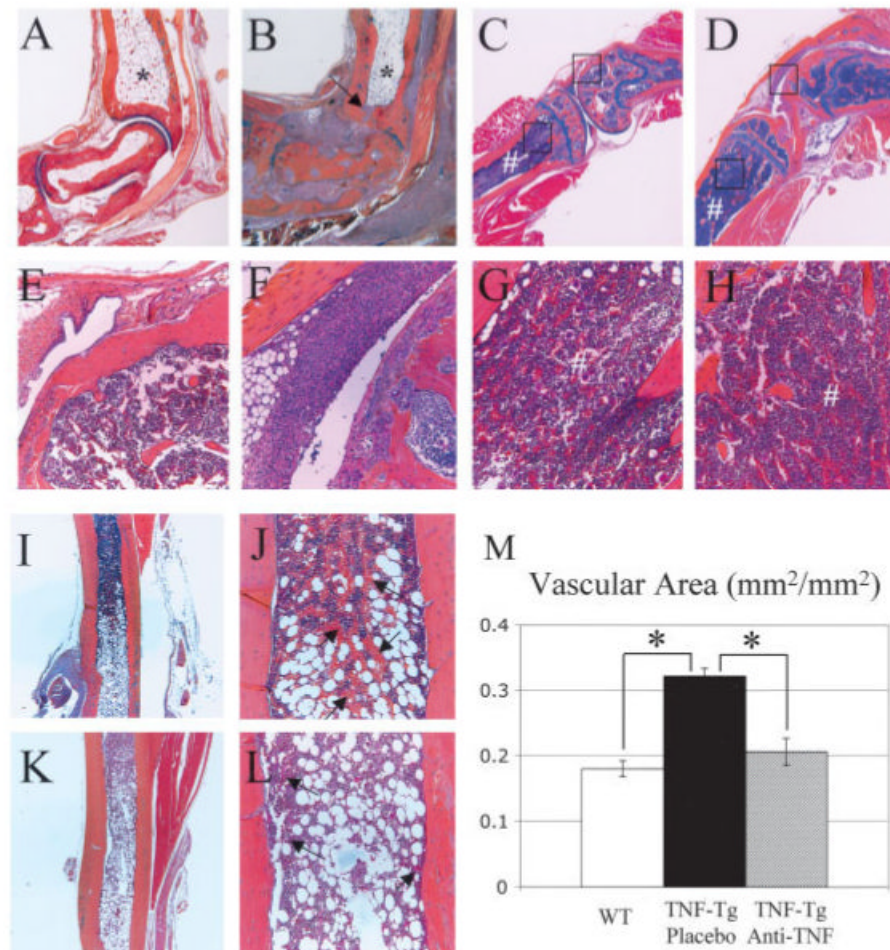 A
B
C
D
*
*
#
#
E
F
G
H
#
#
I
J
M
Vascular Area (mm²/mm²)
0.4
*
*
0.3
K
L
0.2
0.1
0
WT
TNF-Tg Placebo
TNF-Tg Anti-TNF